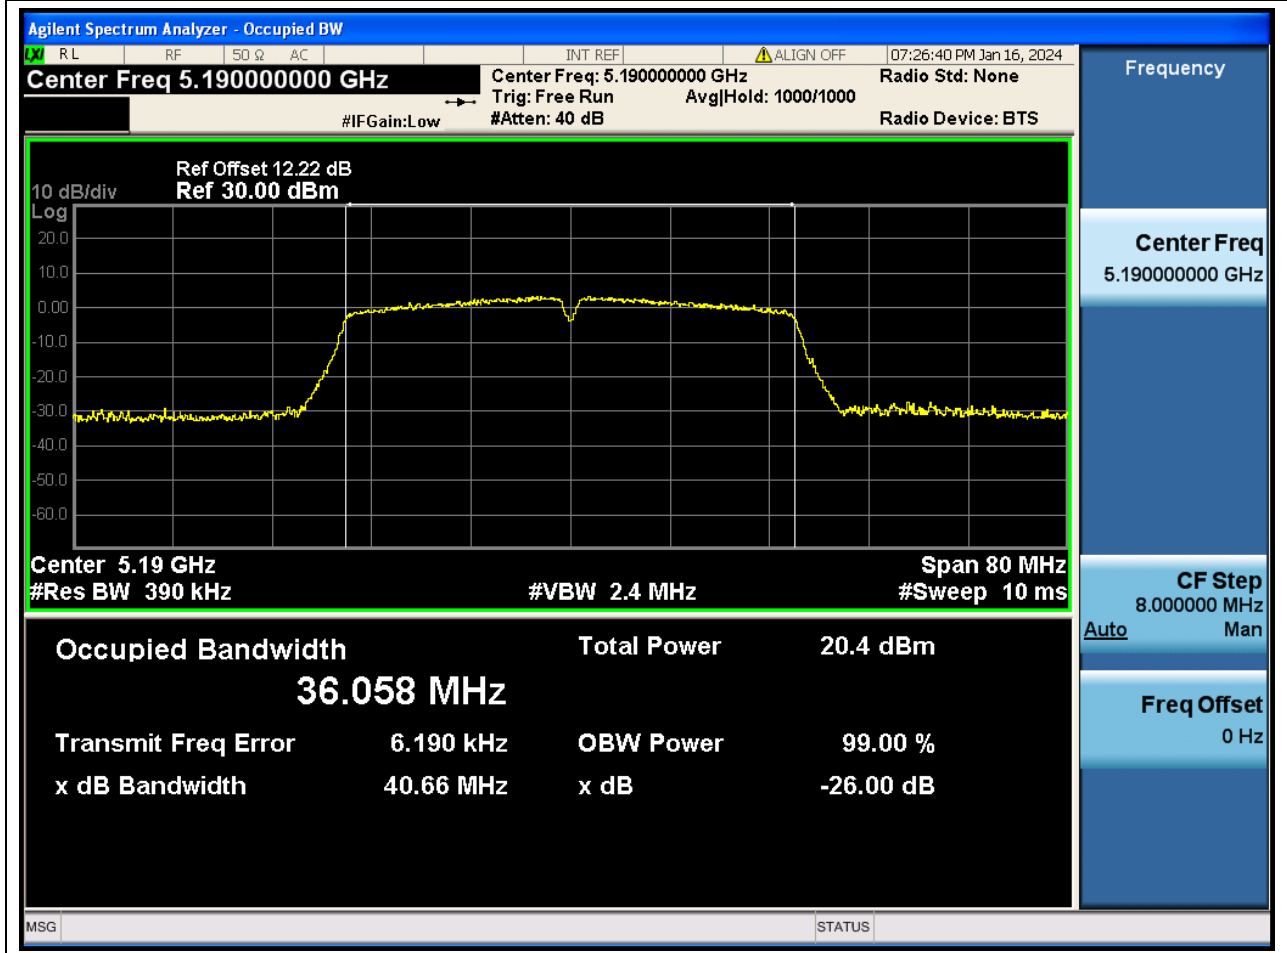 Agilent Spectrum Analyzer - Occupied BW
LXI RL RF 50 Ω AC INT REF ALIGN OFF 07:26:40 PM Jan 16, 2024
Center Freq 5.190000000 GHz
Center Freq: 5.190000000 GHz
Radio Std: None
Trig: Free Run Avg|Hold: 1000/1000
#IFGain:Low
#Atten: 40 dB
Radio Device: BTS
Ref Offset 12.22 dB
10 dB/div Ref 30.00 dBm
Log
20.0
10.0
0.00
-10.0
-20.0
-30.0
-40.0
-50.0
-60.0
Center 5.19 GHz Span 80 MHz
#Res BW 390 kHz #VBW 2.4 MHz #Sweep 10 ms
Occupied Bandwidth Total Power 20.4 dBm
36.058 MHz
Transmit Freq Error 6.190 kHz OBW Power 99.00 %
x dB Bandwidth 40.66 MHz x dB -26.00 dB
MSG STATUS
Frequency
Center Freq
5.190000000 GHz
CF Step
8.000000 MHz
Auto Man
Freq Offset
0 Hz